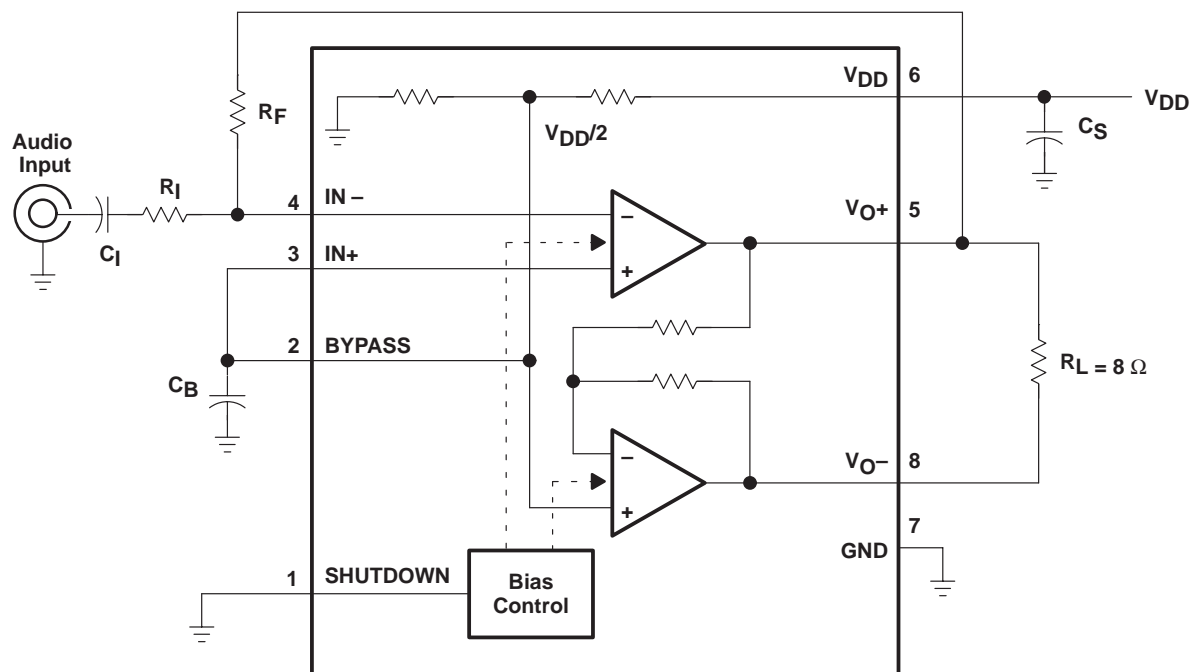 VDD 6
VDD
RF
VDD/2
CS
Audio
Input
RI
4 IN –
VO+ 5
CI
3 IN+
–
+
2 BYPASS
CB
RL = 8 Ω
VO– 8
–
+
7
GND
1 SHUTDOWN
Bias
Control